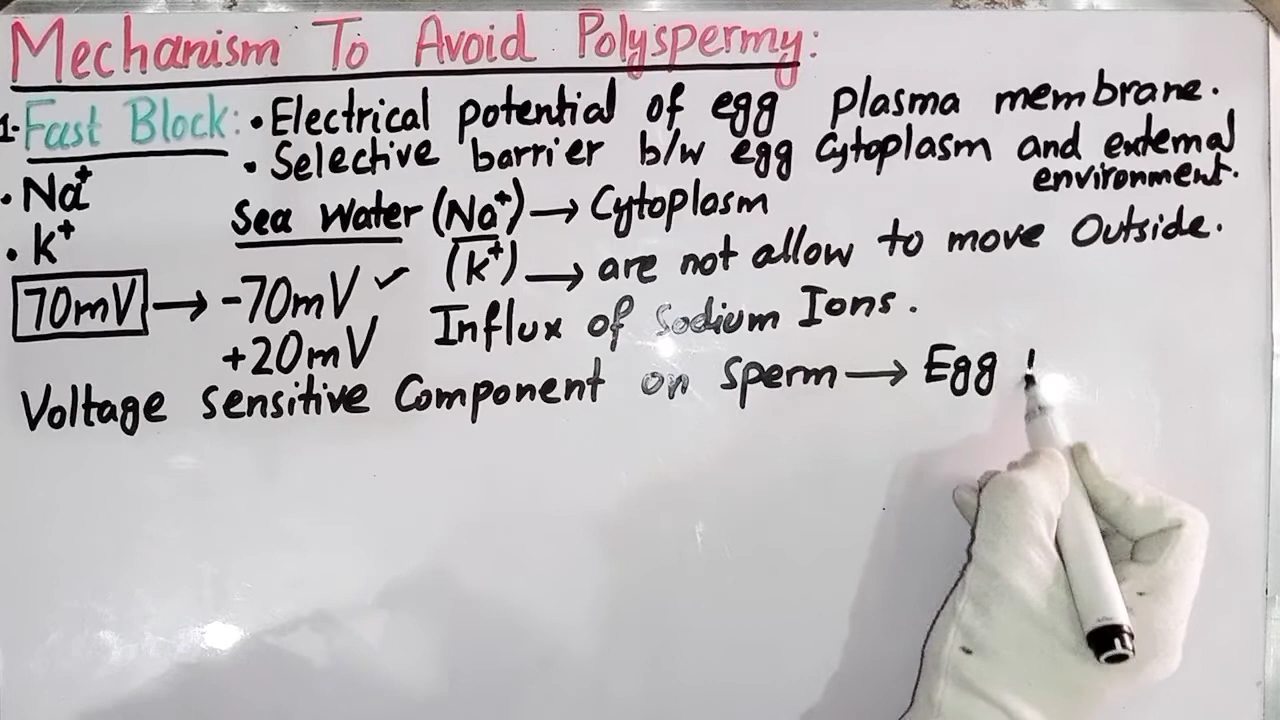 Mechanism To Avoid Polyspermy:
1- Fast Block: • Electrical potential of egg plasma membrane.
• Selective barrier b/w egg Cytoplasm and external
environment.
• Na+
Sea Water (Na+) → Cytoplasm
• K+
(K+) → are not allow to move Outside.
70mV → -70mV ✓
Influx of Sodium Ions.
+20mV
Voltage sensitive Component on sperm → Egg